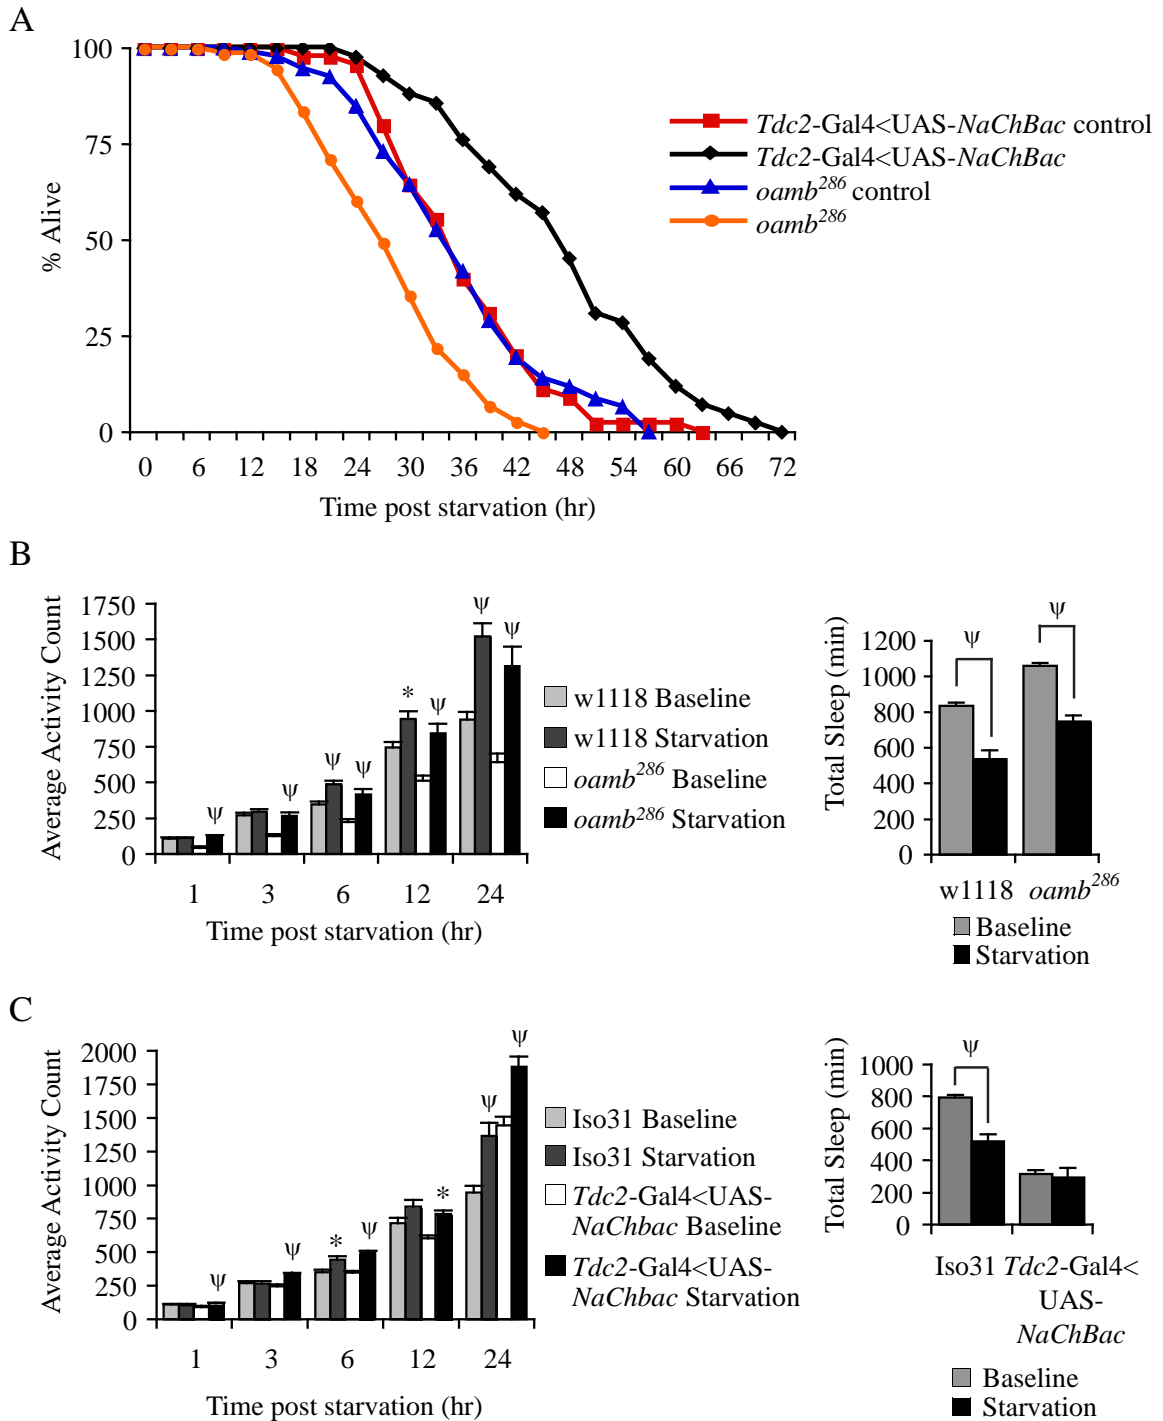 A
100
75
50
25
0
% Alive
0 6 12 18 24 30 36 42 48 54 60 66 72
Time post starvation (hr)
Tdc2-Gal4<UAS-NaChBac control
Tdc2-Gal4<UAS-NaChBac
oamb²⁸⁶ control
oamb²⁸⁶
B
Average Activity Count
1750
1500
1250
1000
750
500
250
0
ψ
ψ
ψ
ψ
*
ψ
ψ
ψ
1 3 6 12 24
Time post starvation (hr)
w1118 Baseline
w1118 Starvation
oamb²⁸⁶ Baseline
oamb²⁸⁶ Starvation
Total Sleep (min)
1200
1000
800
600
400
200
0
ψ
ψ
w1118 oamb²⁸⁶
Baseline
Starvation
C
Average Activity Count
2000
1750
1500
1250
1000
750
500
250
0
ψ
ψ
*
ψ
*
ψ
ψ
1 3 6 12 24
Time post starvation (hr)
Iso31 Baseline
Iso31 Starvation
Tdc2-Gal4<UAS-
NaChbac Baseline
Tdc2-Gal4<UAS-
NaChbac Starvation
Total Sleep (min)
1000
800
600
400
200
0
ψ
Iso31 Tdc2-Gal4<
UAS-
NaChBac
Baseline
Starvation